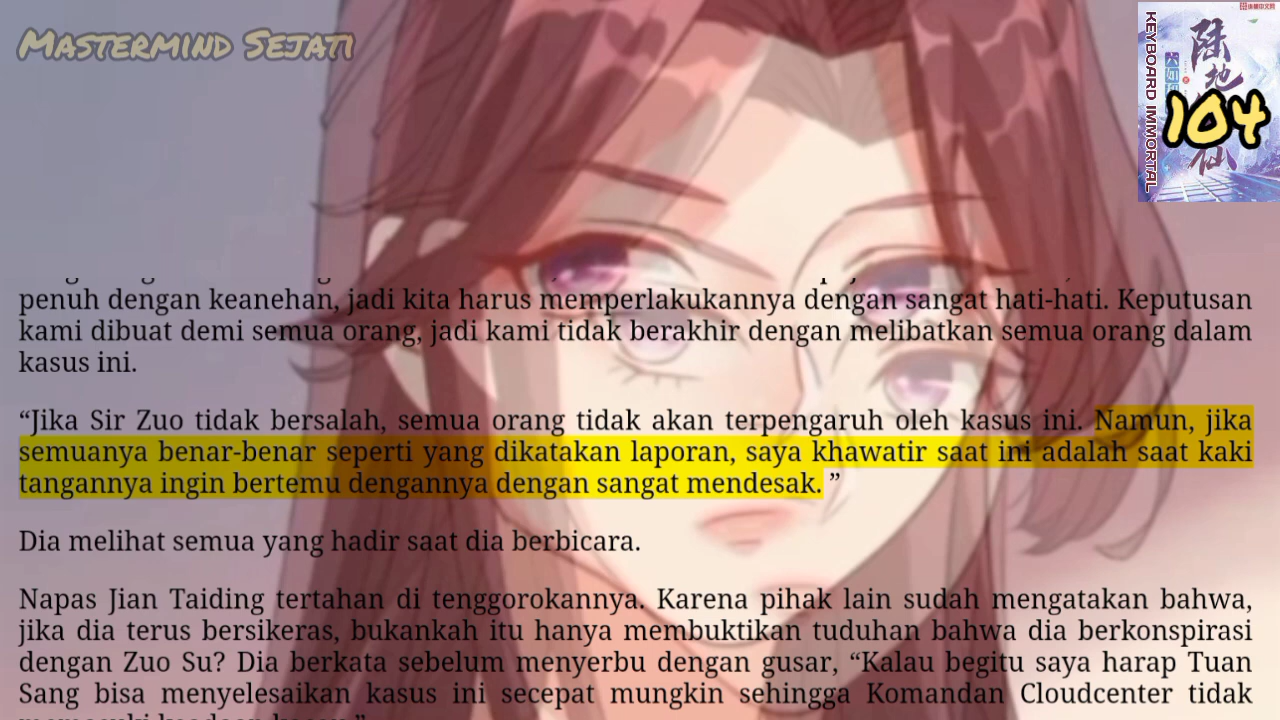 Mastermind Sejati
KEYBOARD IMMORTAL
陆地
仙
104
penuh dengan keanehan, jadi kita harus memperlakukannya dengan sangat hati-hati. Keputusan
kami dibuat demi semua orang, jadi kami tidak berakhir dengan melibatkan semua orang dalam
kasus ini.
“Jika Sir Zuo tidak bersalah, semua orang tidak akan terpengaruh oleh kasus ini. Namun, jika
semuanya benar-benar seperti yang dikatakan laporan, saya khawatir saat ini adalah saat kaki
tangannya ingin bertemu dengannya dengan sangat mendesak. ”
Dia melihat semua yang hadir saat dia berbicara.
Napas Jian Taiding tertahan di tenggorokannya. Karena pihak lain sudah mengatakan bahwa,
jika dia terus bersikeras, bukankah itu hanya membuktikan tuduhan bahwa dia berkonspirasi
dengan Zuo Su? Dia berkata sebelum menyerbu dengan gusar, “Kalau begitu saya harap Tuan
Sang bisa menyelesaikan kasus ini secepat mungkin sehingga Komandan Cloudcenter tidak